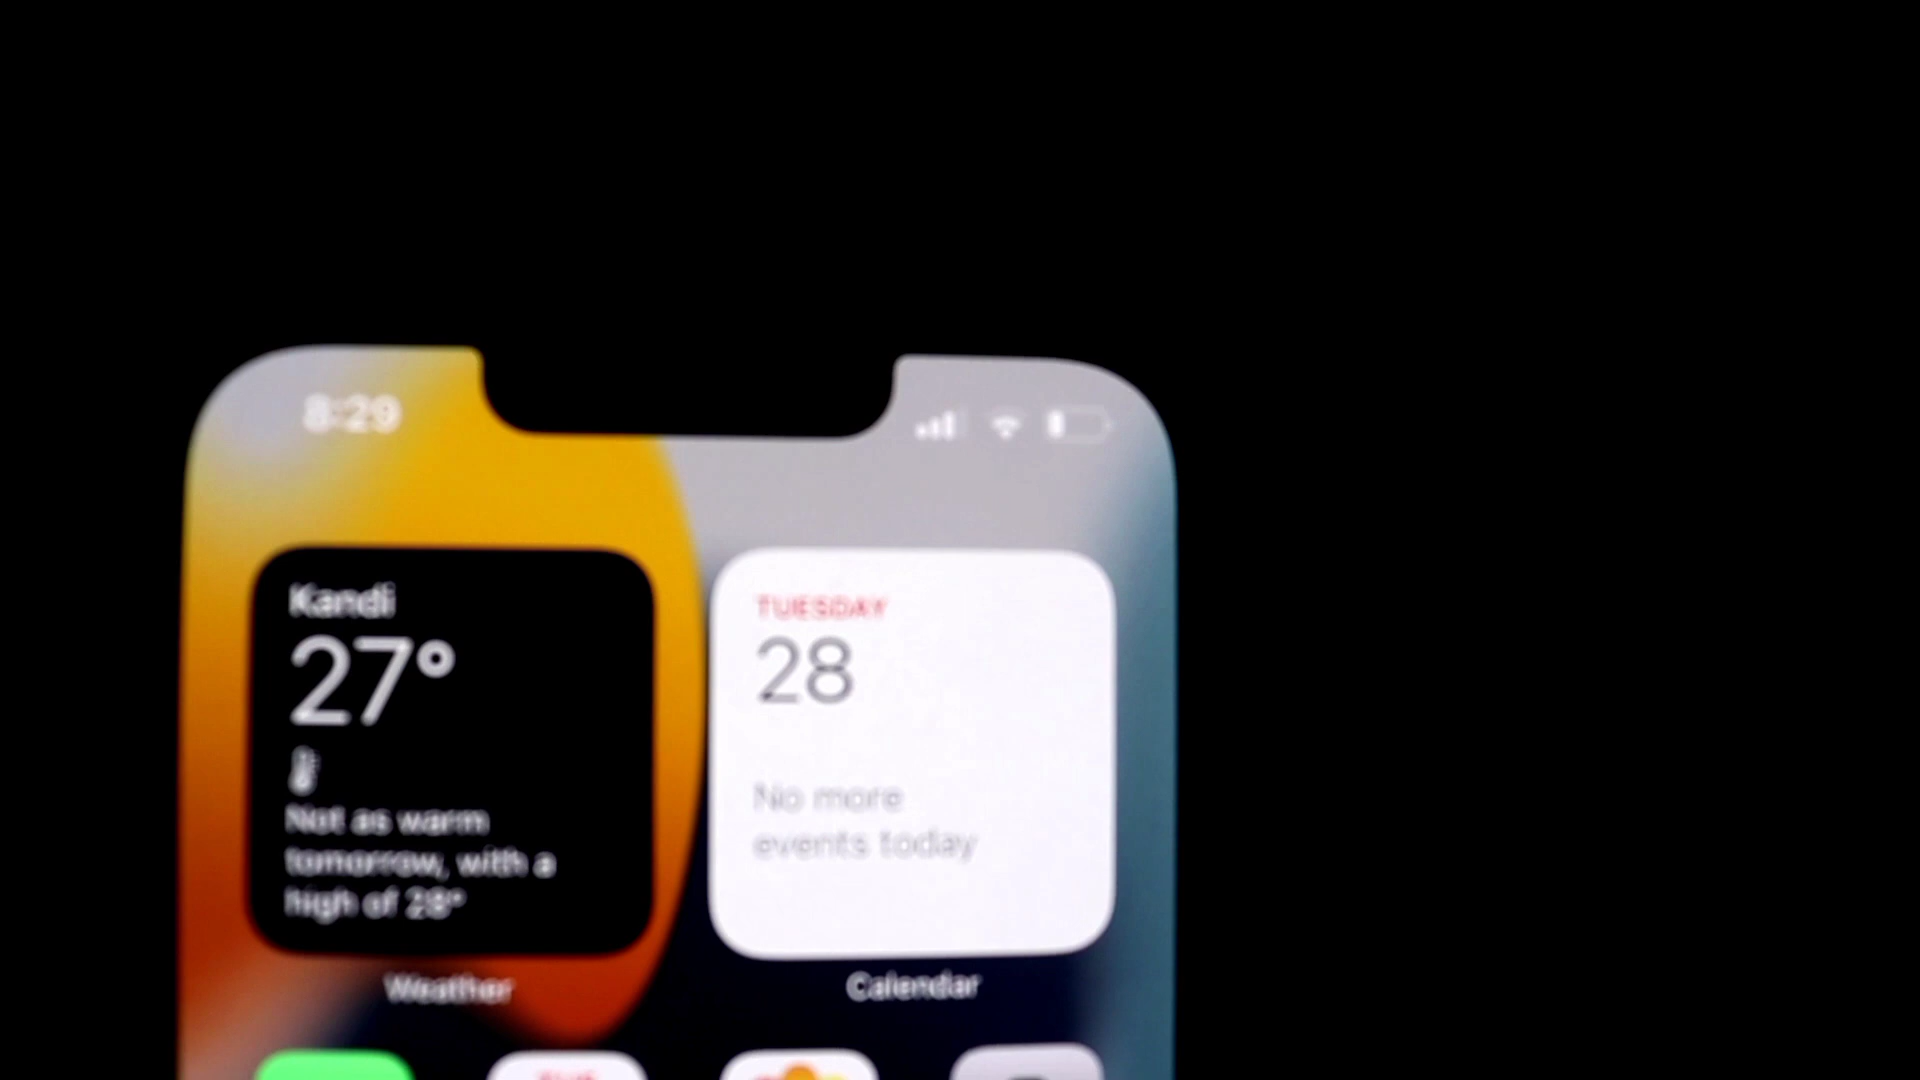 8:29
Kandi
27°
Not as warm
tomorrow, with a
high of 28°
Weather
TUESDAY
28
No more
events today
Calendar
TUE